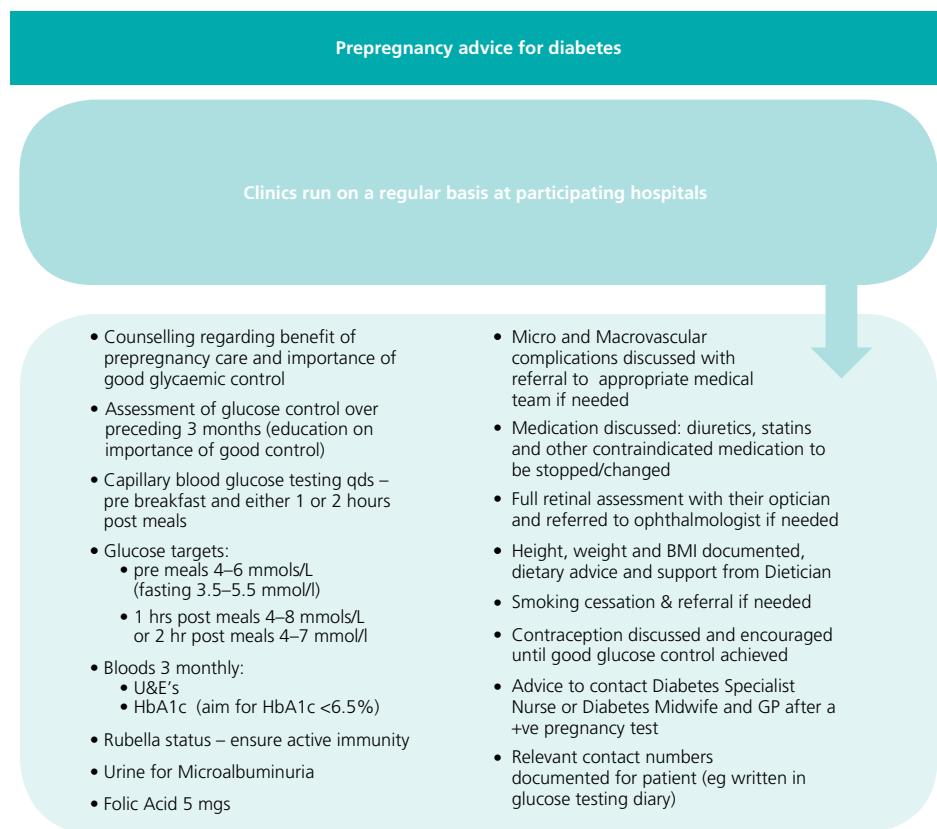 Prepregnancy advice for diabetes
Clinics run on a regular basis at participating hospitals
• Counselling regarding benefit of
prepregnancy care and importance of
good glycaemic control
• Assessment of glucose control over
preceding 3 months (education on
importance of good control)
• Capillary blood glucose testing qds –
pre breakfast and either 1 or 2 hours
post meals
• Glucose targets:
• pre meals 4–6 mmols/L
(fasting 3.5–5.5 mmol/l)
• 1 hrs post meals 4–8 mmols/L
or 2 hr post meals 4–7 mmol/l
• Bloods 3 monthly:
• U&E's
• HbA1c (aim for HbA1c <6.5%)
• Rubella status – ensure active immunity
• Urine for Microalbuminuria
• Folic Acid 5 mgs
• Micro and Macrovascular
complications discussed with
referral to appropriate medical
team if needed
• Medication discussed: diuretics, statins
and other contraindicated medication to
be stopped/changed
• Full retinal assessment with their optician
and referred to ophthalmologist if needed
• Height, weight and BMI documented,
dietary advice and support from Dietician
• Smoking cessation & referral if needed
• Contraception discussed and encouraged
until good glucose control achieved
• Advice to contact Diabetes Specialist
Nurse or Diabetes Midwife and GP after a
+ve pregnancy test
• Relevant contact numbers
documented for patient (eg written in
glucose testing diary)